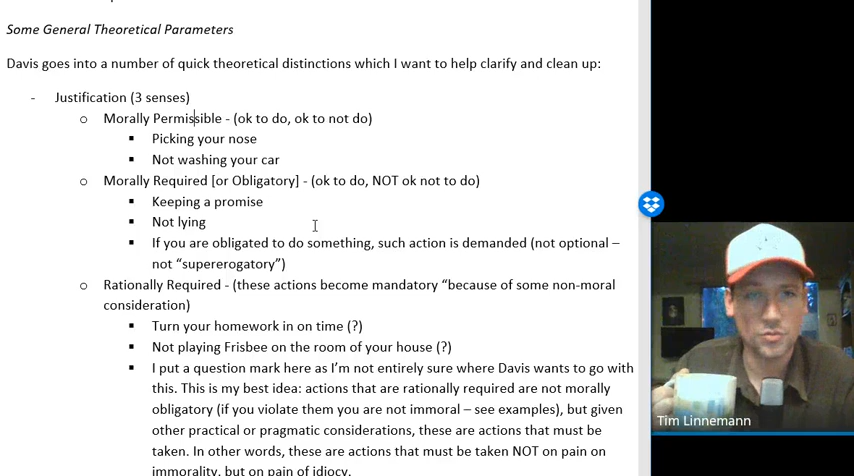 Some General Theoretical Parameters
Davis goes into a number of quick theoretical distinctions which I want to help clarify and clean up:
- Justification (3 senses)
o Morally Permissible - (ok to do, ok to not do)
▪ Picking your nose
▪ Not washing your car
o Morally Required [or Obligatory] - (ok to do, NOT ok not to do)
▪ Keeping a promise
▪ Not lying
▪ If you are obligated to do something, such action is demanded (not optional –
not “supererogatory”)
o Rationally Required - (these actions become mandatory “because of some non-moral
consideration)
▪ Turn your homework in on time (?)
▪ Not playing Frisbee on the room of your house (?)
▪ I put a question mark here as I’m not entirely sure where Davis wants to go with
this. This is my best idea: actions that are rationally required are not morally
obligatory (if you violate them you are not immoral – see examples), but given
other practical or pragmatic considerations, these are actions that must be
taken. In other words, these are actions that must be taken NOT on pain on
immorality, but on pain of idiocy.
Tim Linnemann